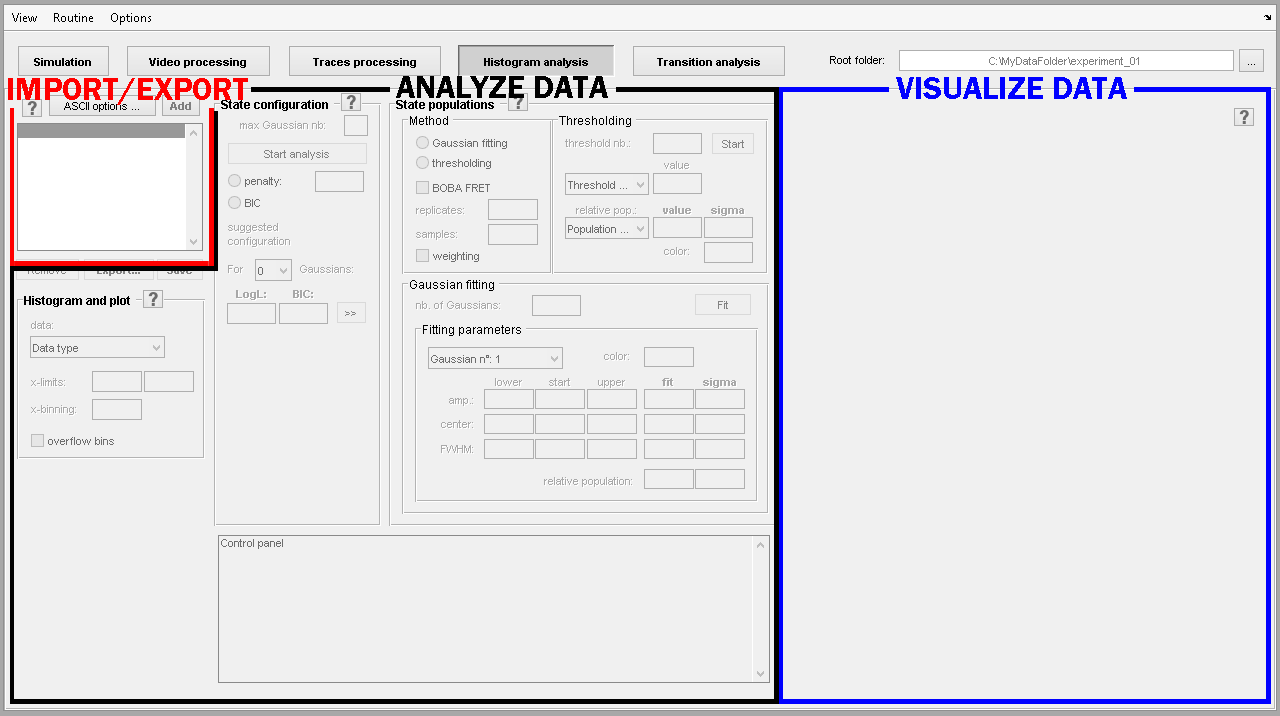 View Routine Options
Simulation Video processing Traces processing Histogram analysis Transition analysis Root folder: C:\MyDataFolder\experiment_01 ...
IMPORT/EXPORT ANALYZE DATA VISUALIZE DATA
? ASCII options ... Add
Remove Export... Save
Histogram and plot ?
data:
Data type
x-limits:
x-binning:
overflow bins
State configuration ?
max Gaussian nb:
Start analysis
penalty:
BIC
suggested
configuration
For 0 Gaussians:
LogL: BIC:
>>
State populations ?
Method
Gaussian fitting
thresholding
BOBA FRET
replicates:
samples:
weighting
Thresholding
threshold nb.: Start
value
Threshold ...
relative pop.: value sigma
Population ...
color:
Gaussian fitting
nb. of Gaussians: Fit
Fitting parameters
Gaussian n°: 1 color:
lower start upper fit sigma
amp.:
center:
FWHM:
relative population:
Control panel
?